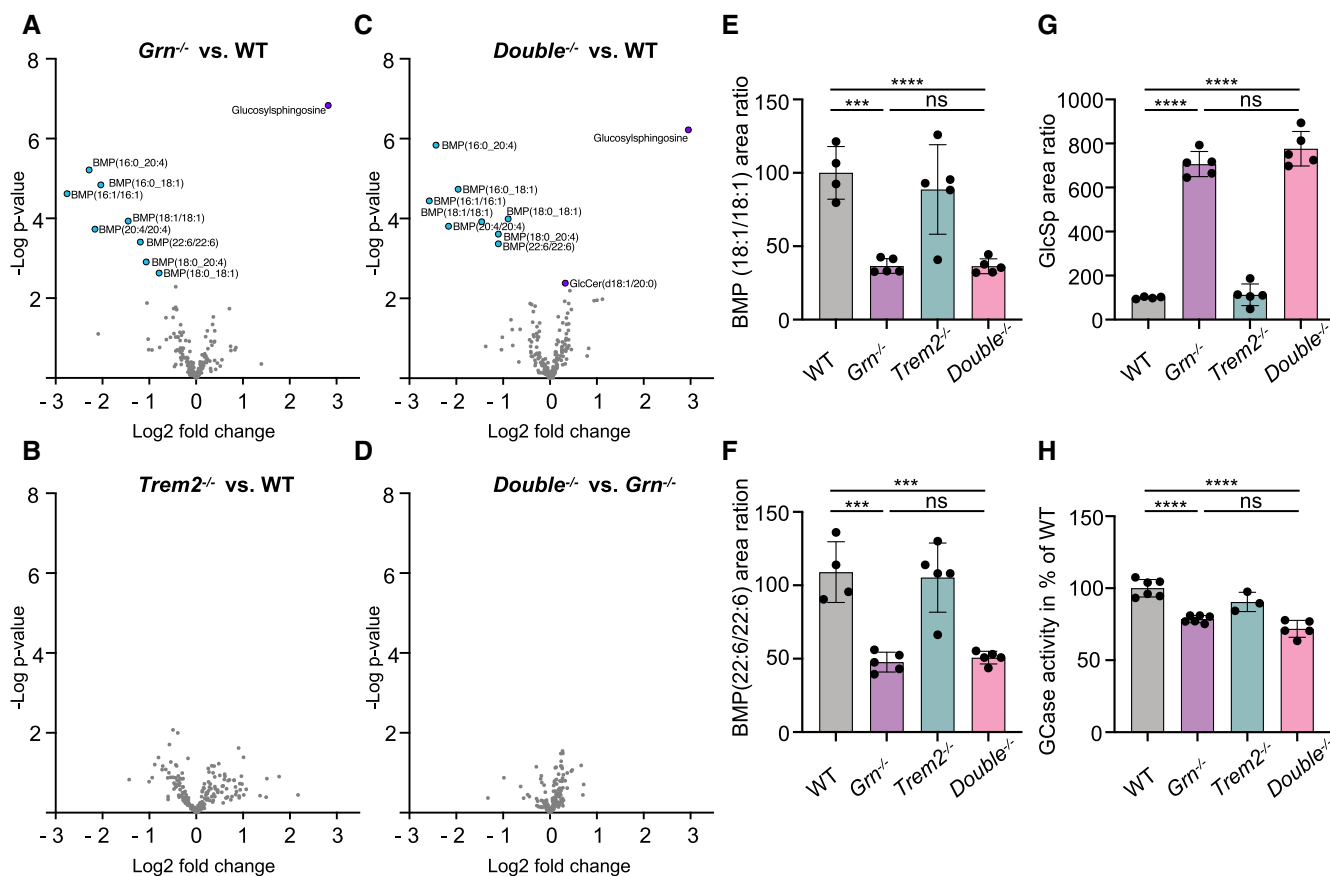 A
Grn-/- vs. WT
8
6
4
2
-Log p-value
Glucosylsphingosine
BMP(16:0_20:4)
BMP(16:0_18:1)
BMP(16:1/16:1)
BMP(18:1/18:1)
BMP(20:4/20:4)
BMP(22:6/22:6)
BMP(18:0_20:4)
BMP(18:0_18:1)
- 3 - 2 - 1 0 1 2 3
Log2 fold change
C
Double-/- vs. WT
8
6
4
2
-Log p-value
Glucosylsphingosine
BMP(16:0_20:4)
BMP(16:0_18:1)
BMP(16:1/16:1)
BMP(18:1/18:1)
BMP(18:0_18:1)
BMP(20:4/20:4)
BMP(18:0_20:4)
BMP(22:6/22:6)
GlcCer(d18:1/20:0)
- 3 - 2 - 1 0 1 2 3
Log2 fold change
E
BMP (18:1/18:1) area ratio
150
100
50
0
****
*** ns
WT Grn-/- Trem2-/- Double-/-
G
GlcSp area ratio
1000
800
600
400
200
0
****
**** ns
WT Grn-/- Trem2-/- Double-/-
B
Trem2-/- vs. WT
8
6
4
2
-Log p-value
- 3 - 2 - 1 0 1 2 3
Log2 fold change
D
Double-/- vs. Grn-/-
8
6
4
2
-Log p-value
- 3 - 2 - 1 0 1 2 3
Log2 fold change
F
BMP(22:6/22:6) area ration
150
100
50
0
***
*** ns
WT Grn-/- Trem2-/- Double-/-
H
GCase activity in % of WT
150
100
50
0
****
**** ns
WT Grn-/- Trem2-/- Double-/-